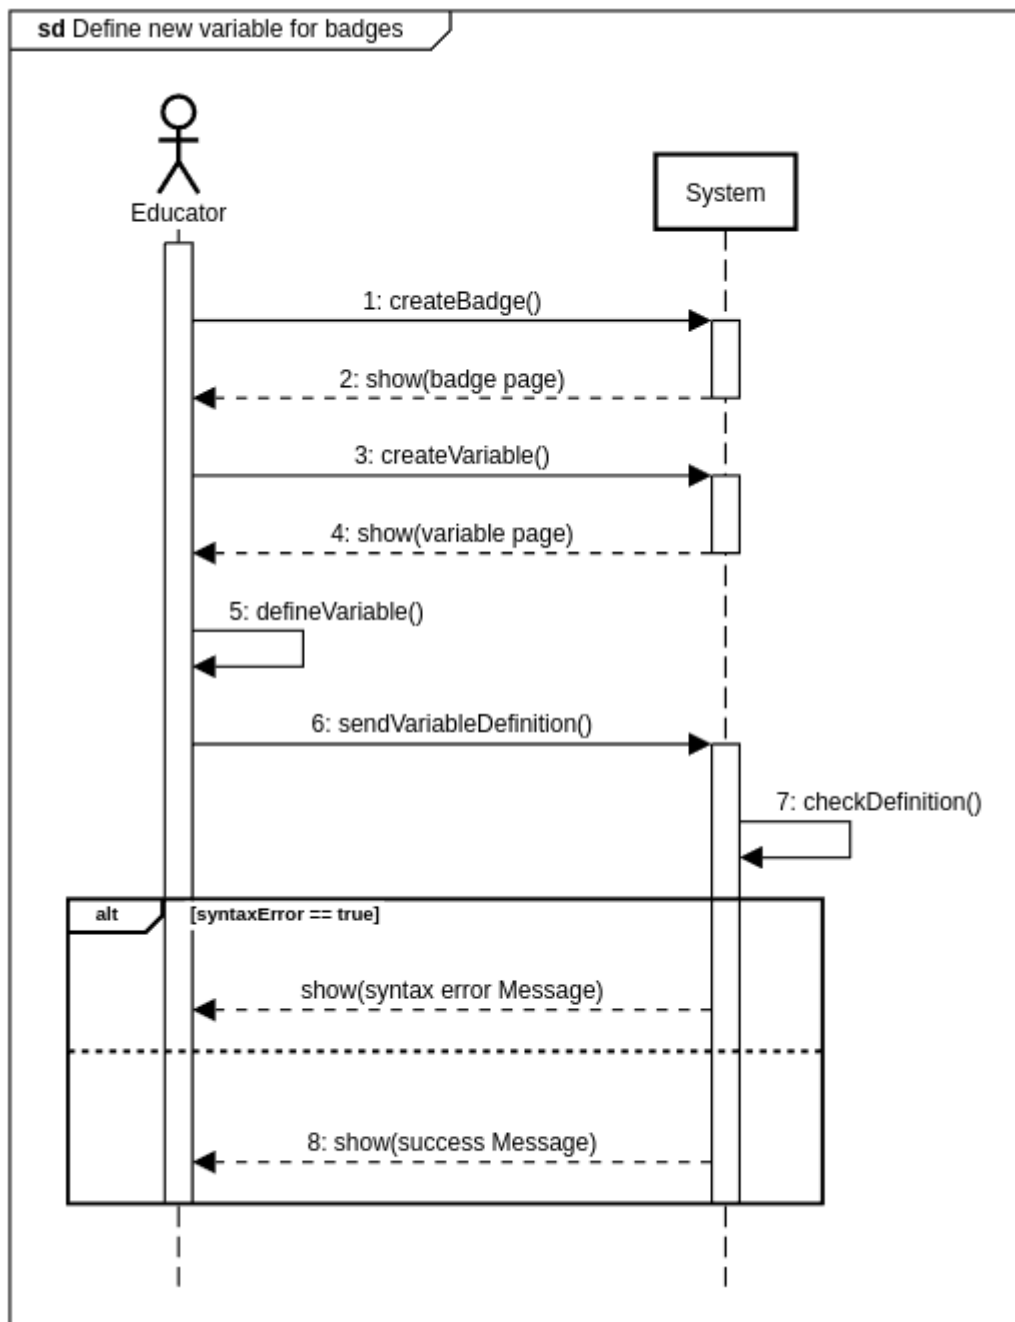 sd Define new variable for badges
Educator
System
1: createBadge()
2: show(badge page)
3: createVariable()
4: show(variable page)
5: defineVariable()
6: sendVariableDefinition()
7: checkDefinition()
alt [syntaxError == true]
show(syntax error Message)
8: show(success Message)